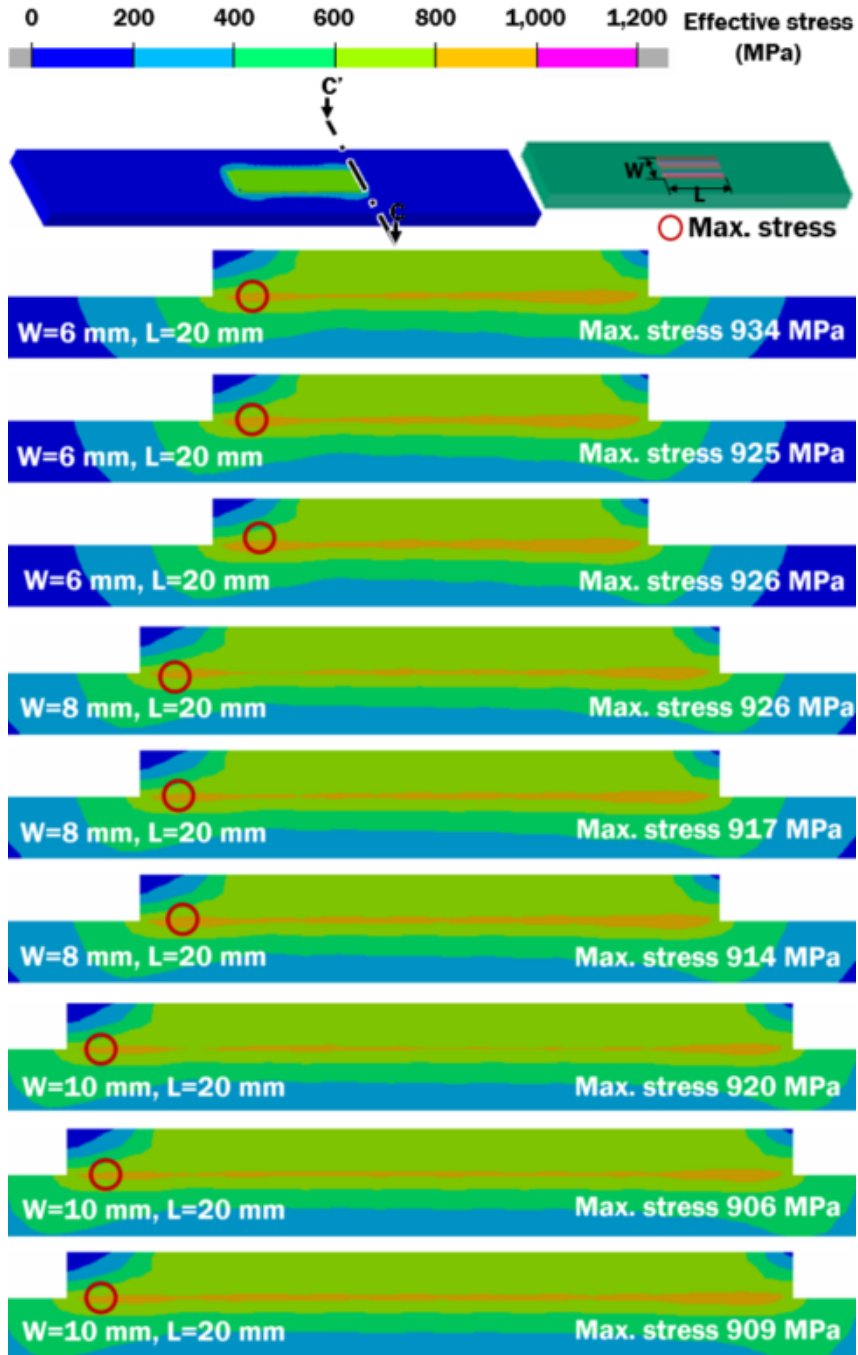 0 200 400 600 800 1,000 1,200 Effective stress
(MPa)
C'
C
W
L
Max. stress
W=6 mm, L=20 mm Max. stress 934 MPa
W=6 mm, L=20 mm Max. stress 925 MPa
W=6 mm, L=20 mm Max. stress 926 MPa
W=8 mm, L=20 mm Max. stress 926 MPa
W=8 mm, L=20 mm Max. stress 917 MPa
W=8 mm, L=20 mm Max. stress 914 MPa
W=10 mm, L=20 mm Max. stress 920 MPa
W=10 mm, L=20 mm Max. stress 906 MPa
W=10 mm, L=20 mm Max. stress 909 MPa